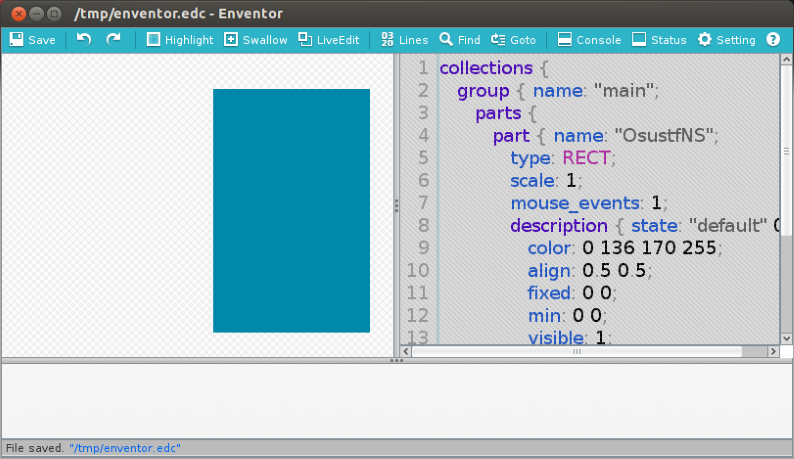 /tmp/enventor.edc - Enventor
Save Highlight Swallow LiveEdit 03 20 Lines Find Goto Console Status Setting ?
1 collections {
2 group { name: "main";
3 parts {
4 part { name: "OsustfNS";
5 type: RECT;
6 scale: 1;
7 mouse_events: 1;
8 description { state: "default" 0
9 color: 0 136 170 255;
10 align: 0.5 0.5;
11 fixed: 0 0;
12 min: 0 0;
13 visible: 1;
File saved. "/tmp/enventor.edc"